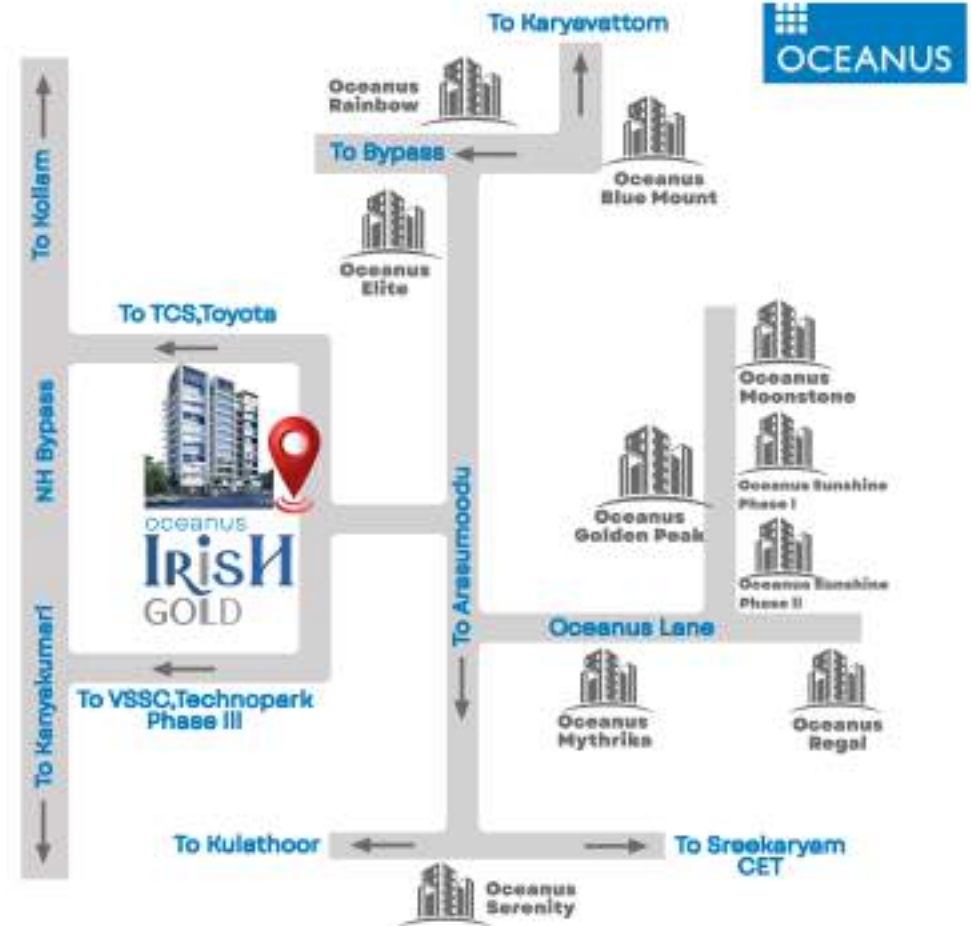 To Karyavattom
OCEANUS
Oceanus
Rainbow
To Bypass
Oceanus
Blue Mount
To Kollam
Oceanus
Elite
To TCS,Toyota
Oceanus
Moonstone
NH Bypass
Oceanus Sunshine
Phase I
Oceanus
Golden Peak
oceanus
IRiSH
GOLD
To Arasumoodu
Oceanus Sunshine
Phase II
Oceanus Lane
To Kanyakumari
To VSSC,Technopark
Phase III
Oceanus
Mythrika
Oceanus
Regal
To Kulathoor
To Sreekaryam
CET
Oceanus
Serenity